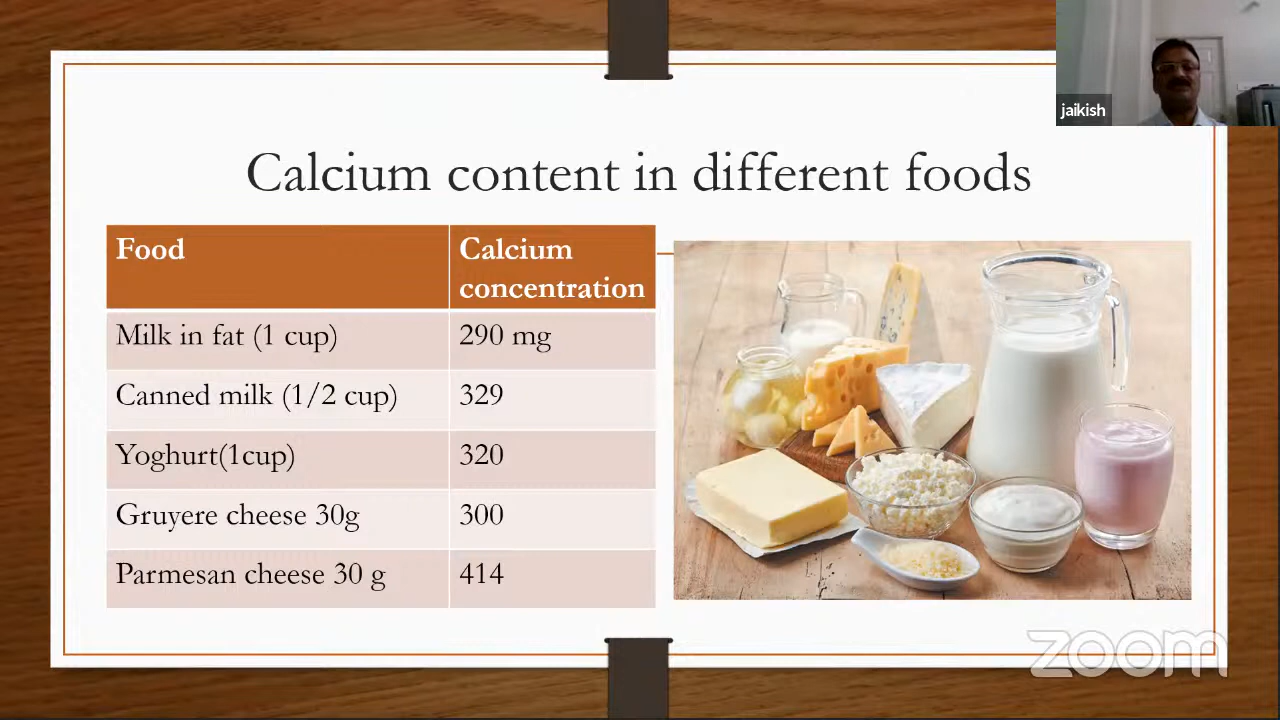 jaikish
Calcium content in different foods
Food
Calcium
concentration
Milk in fat (1 cup)
290 mg
Canned milk (1/2 cup)
329
Yoghurt(1cup)
320
Gruyere cheese 30g
300
Parmesan cheese 30 g
414
zoom